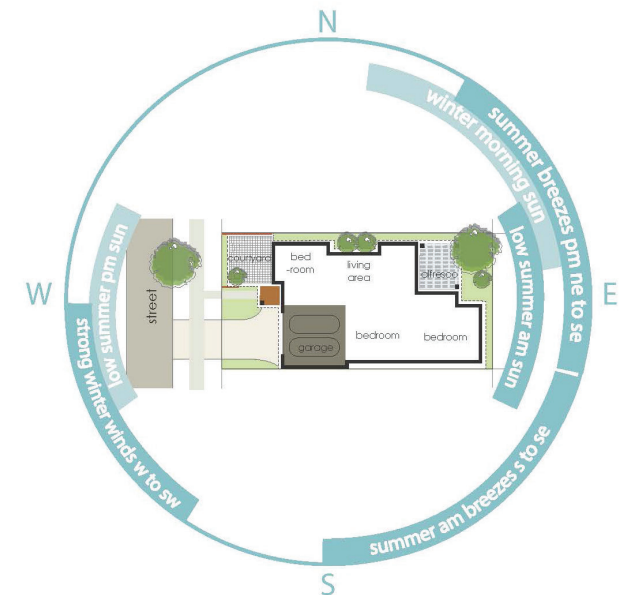 N
summer breezes pm ne to se
winter morning sun
low summer am sun
E
summer am breezes s to se
S
strong winter winds w to sw
low summer pm sun
W
street
courtyard
bed
-room
living
area
alfresco
garage
bedroom
bedroom